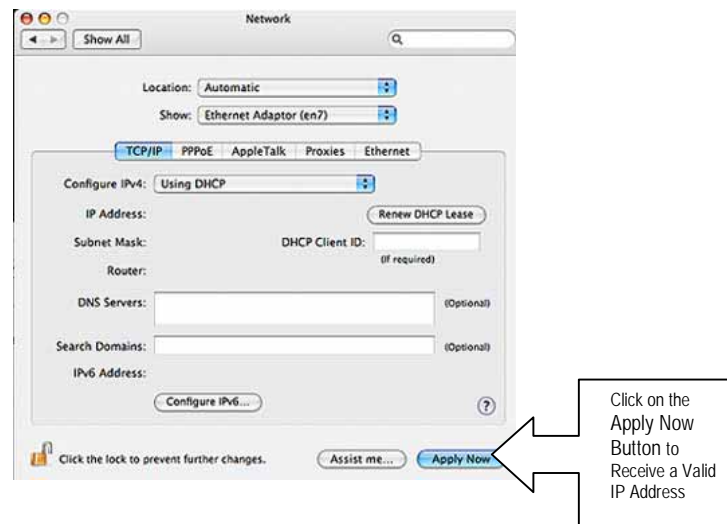 Network
Show All
Location: Automatic
Show: Ethernet Adaptor (en7)
TCP/IP PPPoE AppleTalk Proxies Ethernet
Configure IPv4: Using DHCP
IP Address:
Renew DHCP Lease
Subnet Mask:
DHCP Client ID:
(If required)
Router:
DNS Servers:
(Optional)
Search Domains:
(Optional)
IPv6 Address:
Configure IPv6...
?
Click the lock to prevent further changes.
Assist me...
Apply Now
Click on the
Apply Now
Button to
Receive a Valid
IP Address